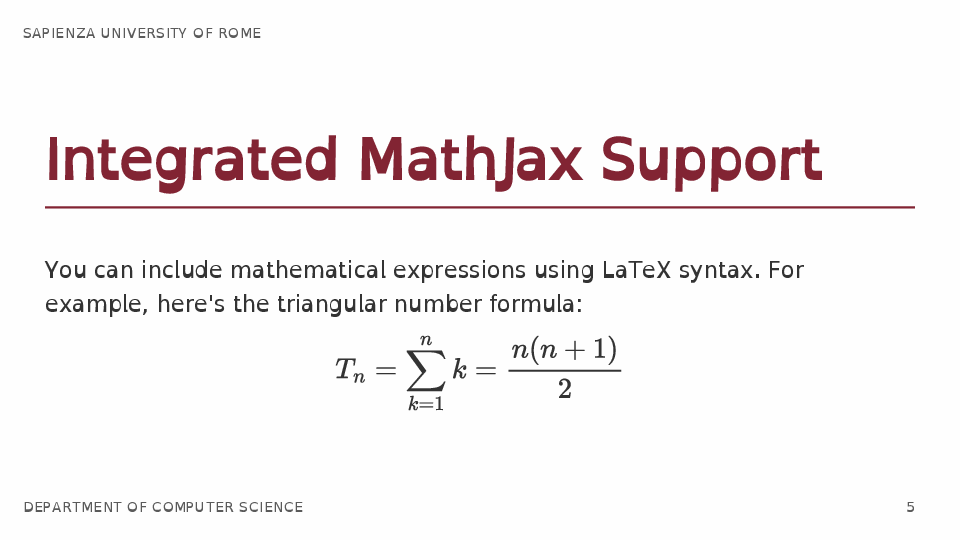 SAPIENZA UNIVERSITY OF ROME
Integrated MathJax Support
You can include mathematical expressions using LaTeX syntax. For
example, here's the triangular number formula:
T_n = \sum_{k=1}^{n} k = \frac{n(n+1)}{2}
DEPARTMENT OF COMPUTER SCIENCE
5